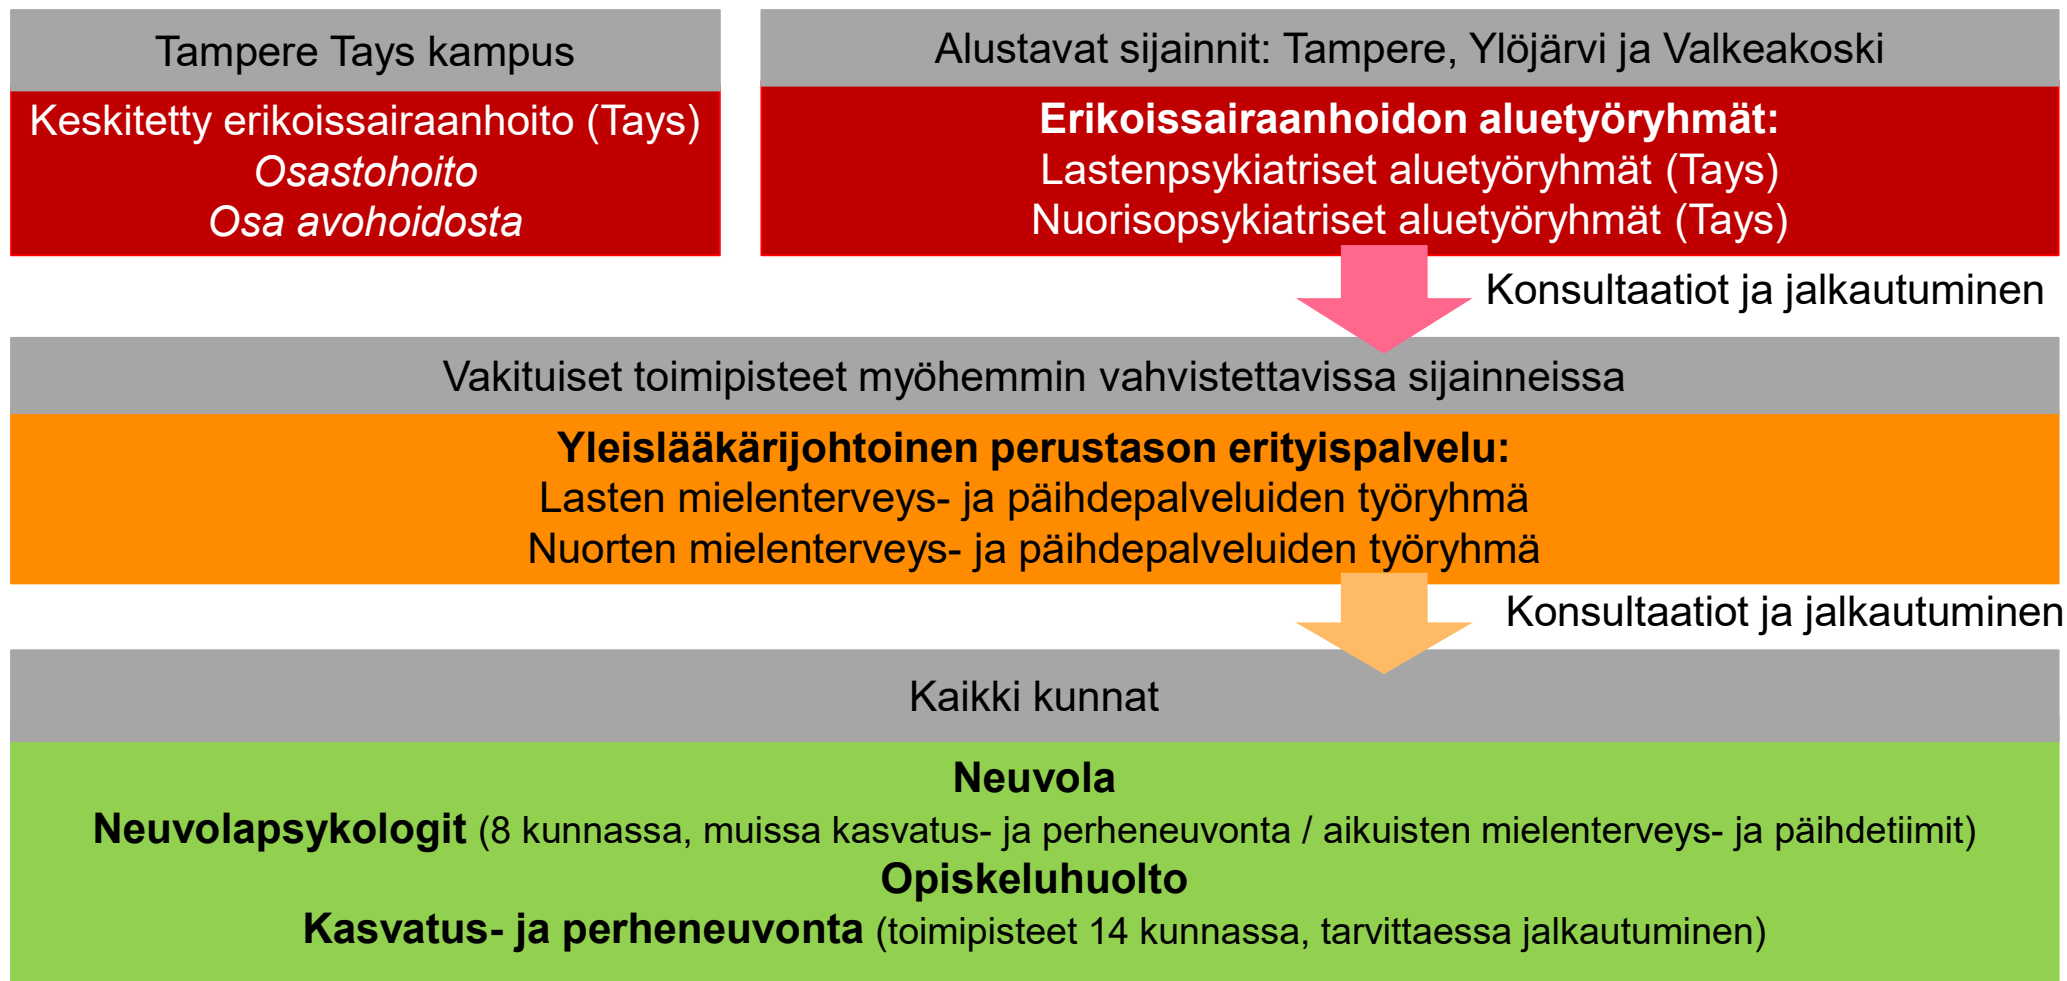 Tampere Tays kampus
Keskitetty erikoissairaanhoito (Tays)
Osastohoito
Osa avohoidosta
Alustavat sijainnit: Tampere, Ylöjärvi ja Valkeakoski
Erikoissairaanhoidon aluetyöryhmät:
Lastenpsykiatriset aluetyöryhmät (Tays)
Nuorisopsykiatriset aluetyöryhmät (Tays)
Konsultaatiot ja jalkautuminen
Vakituiset toimipisteet myöhemmin vahvistettavissa sijainneissa
Yleislääkärijohtoinen perustason erityispalvelu:
Lasten mielenterveys- ja päihdepalveluiden työryhmä
Nuorten mielenterveys- ja päihdepalveluiden työryhmä
Konsultaatiot ja jalkautuminen
Kaikki kunnat
Neuvola
Neuvolapsykologit (8 kunnassa, muissa kasvatus- ja perheneuvonta / aikuisten mielenterveys- ja päihdetiimit)
Opiskeluhuolto
Kasvatus- ja perheneuvonta (toimipisteet 14 kunnassa, tarvittaessa jalkautuminen)